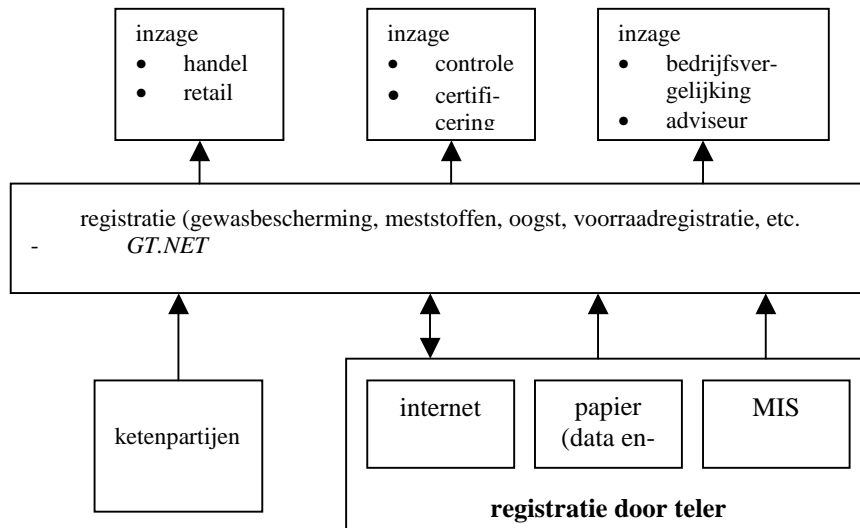 inzage
• handel
• retail
inzage
• controle
• certifi-
cering
inzage
• bedrijfsver-
gelijking
• adviseur
registratie (gewasbescherming, meststoffen, oogst, voorraadregistratie, etc.
- GT.NET
ketenpartijen
internet
papier
(data en-
MIS
registratie door teler